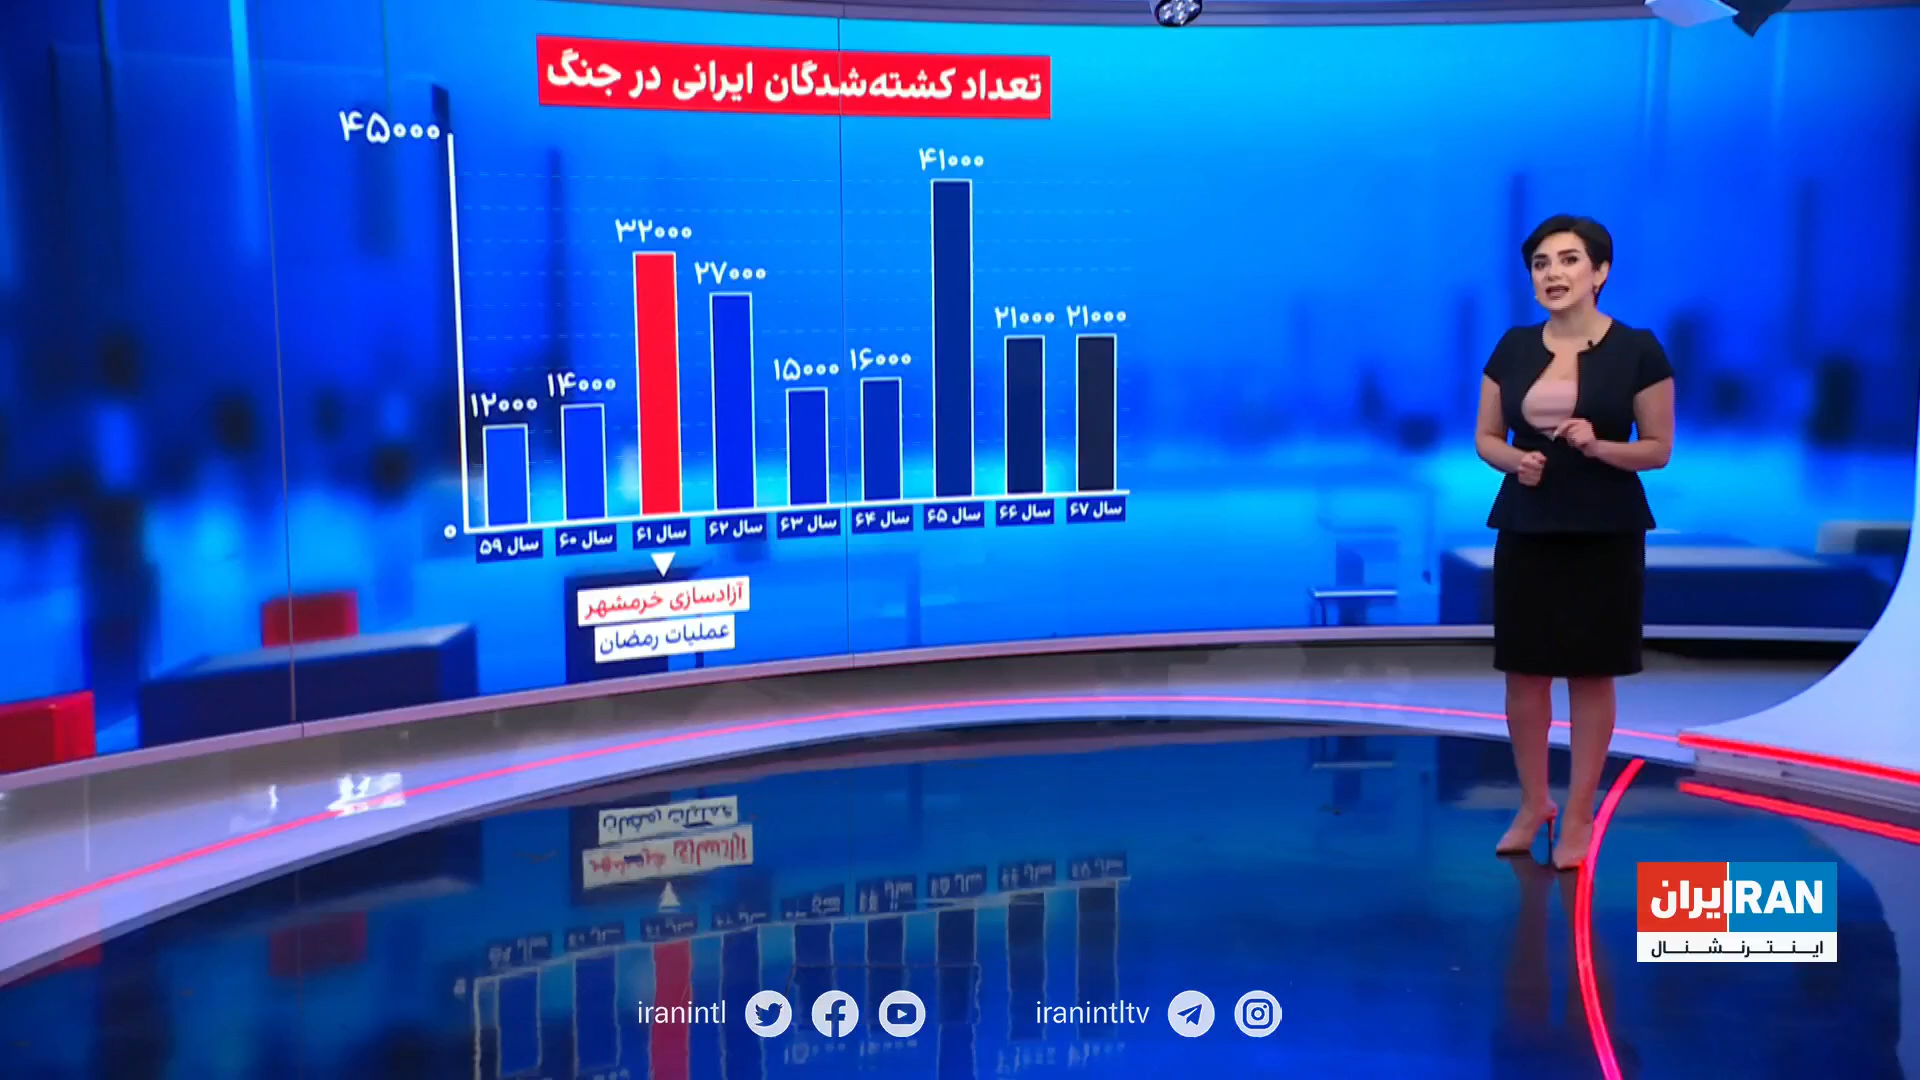 تعداد کشته‌شدگان ایرانی در جنگ
۴۵۰۰۰
۴۱۰۰۰
۳۲۰۰۰
۲۷۰۰۰
۲۱۰۰۰
۲۱۰۰۰
۱۶۰۰۰
۱۵۰۰۰
۱۴۰۰۰
۱۲۰۰۰
۰
سال ۵۹
سال ۶۰
سال ۶۱
سال ۶۲
سال ۶۳
سال ۶۴
سال ۶۵
سال ۶۶
سال ۶۷
آزادسازی خرمشهر
عملیات رمضان
ایران IRAN
اینترنشنال
iranintl
iranintltv